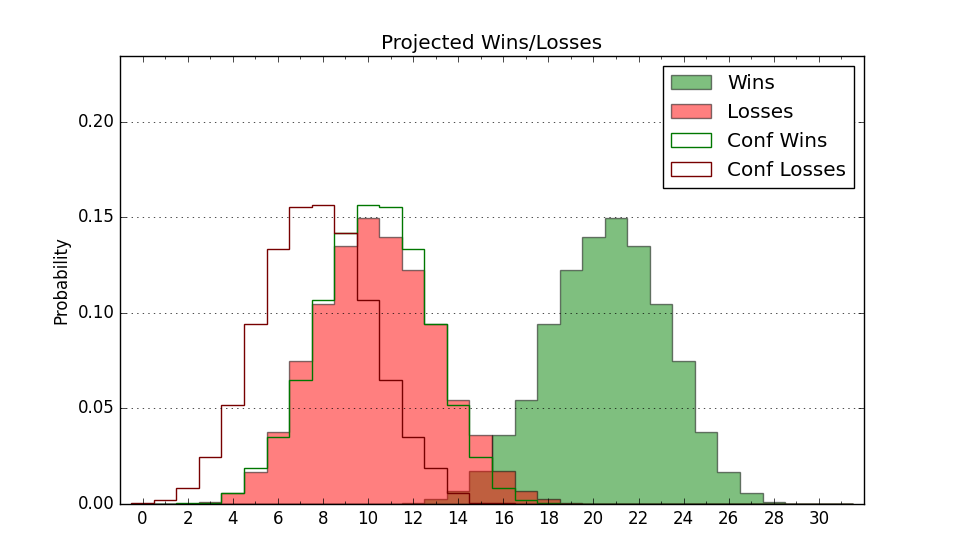 Projected Wins/Losses
Wins
Losses
Conf Wins
Conf Losses
Probability
0.20
0.15
0.10
0.05
0.00
0 2 4 6 8 10 12 14 16 18 20 22 24 26 28 30